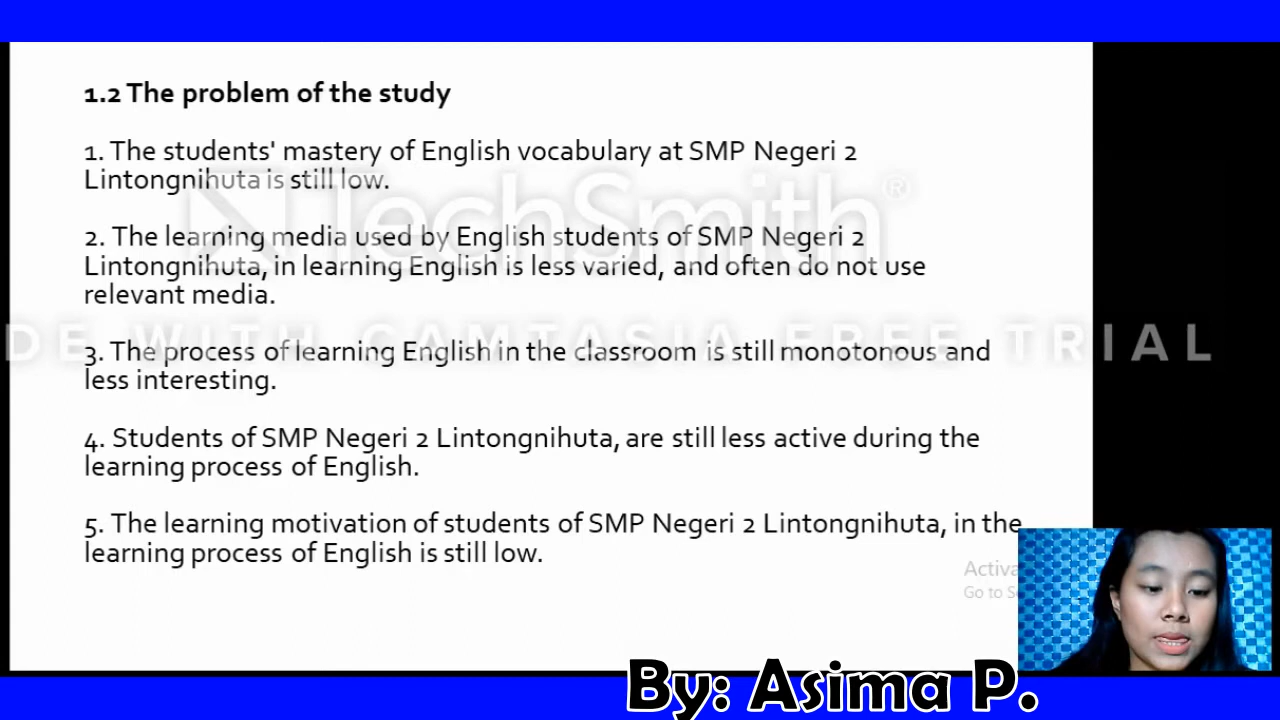 1.2 The problem of the study
1. The students' mastery of English vocabulary at SMP Negeri 2
Lintongnihuta is still low.
TechSmith®
2. The learning media used by English students of SMP Negeri 2
Lintongnihuta, in learning English is less varied, and often do not use
relevant media.
DE WITH CAMTASIA FREE TRIAL
3. The process of learning English in the classroom is still monotonous and
less interesting.
4. Students of SMP Negeri 2 Lintongnihuta, are still less active during the
learning process of English.
5. The learning motivation of students of SMP Negeri 2 Lintongnihuta, in the
learning process of English is still low.
Activa
Go to S
By: Asima P.